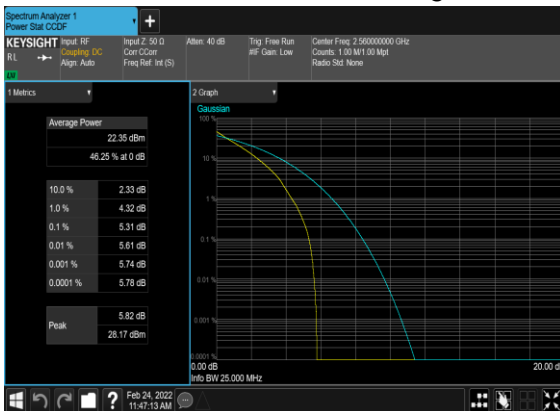 Spectrum Analyzer 1
Power Stat CCDF
+
KEYSIGHT
RL
LV
Input: RF
Coupling: DC
Align: Auto
Input Z: 50 Ω
Corr CCorr
Freq Ref: Int (S)
Atten: 40 dB
Trig: Free Run
#IF Gain: Low
Center Freq: 2.560000000 GHz
Counts: 1.00 M/1.00 Mpt
Radio Std: None
1 Metrics
Average Power
22.35 dBm
46.25 % at 0 dB
10.0 % 2.33 dB
1.0 % 4.32 dB
0.1 % 5.31 dB
0.01 % 5.61 dB
0.001 % 5.74 dB
0.0001 % 5.78 dB
Peak
5.82 dB
28.17 dBm
2 Graph
Gaussian
100 %
10 %
1 %
0.1 %
0.01 %
0.001 %
0.0001 %
0.00 dB
20.00 d
Info BW 25.000 MHz
?
Feb 24, 2022
11:47:13 AM